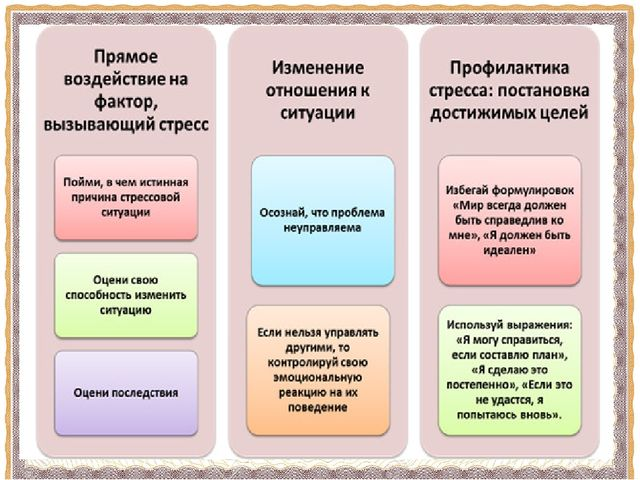 Прямое
воздействие на
фактор,
вызывающий стресс
Пойми, в чем истинная
причина стрессовой
ситуации
Оцени свою
способность изменить
ситуацию
Оцени последствия
Изменение
отношения к
ситуации
Осознай, что проблема
неуправляема
Если нельзя управлять
другими, то
контролируй свою
эмоциональную
реакцию на их
поведение
Профилактика
стресса: постановка
достижимых целей
Избегай формулировок
«Мир всегда должен
быть справедлив ко
мне», «Я должен быть
идеален»
Используй выражения:
«Я могу справиться,
если составлю план»,
«Я сделаю это
постепенно», «Если это
не удастся, я
попытаюсь вновь».